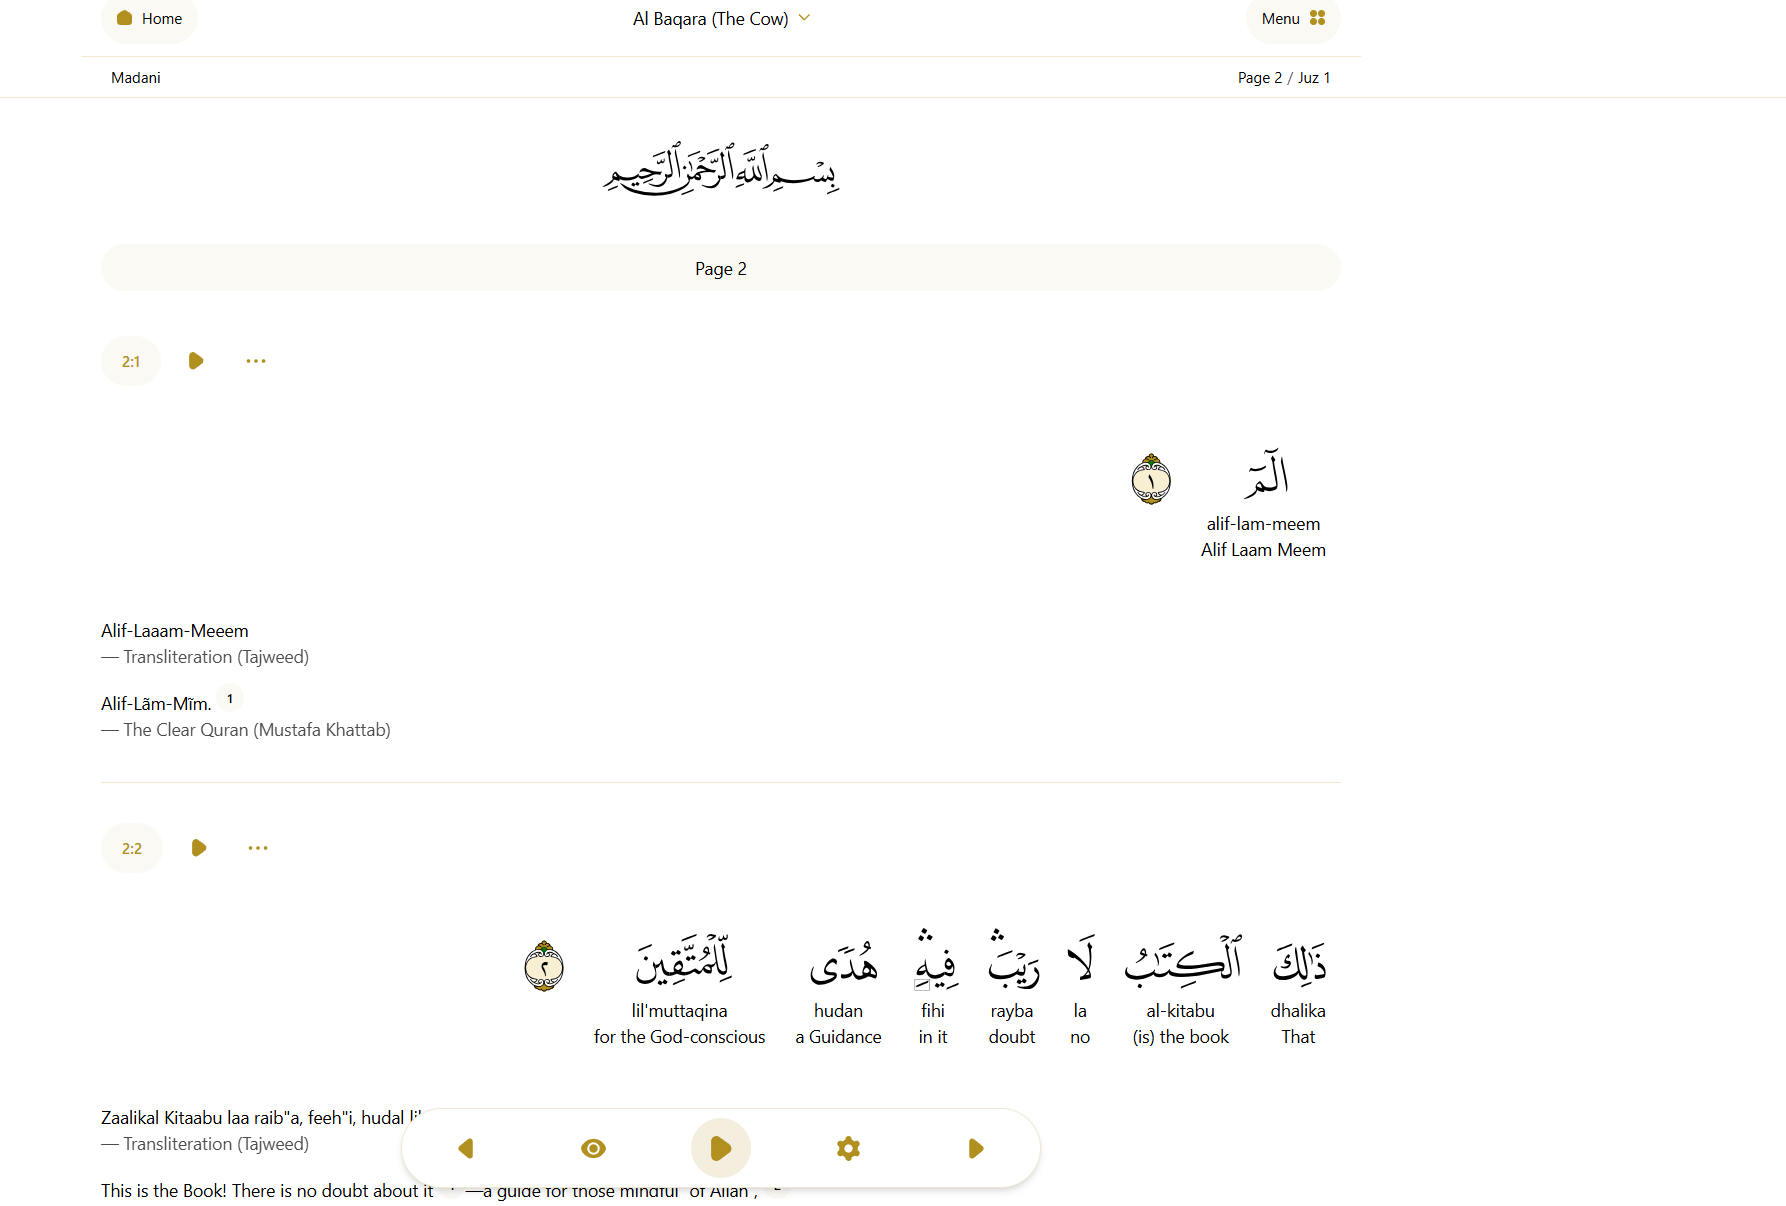 Home
Al Baqara (The Cow)
Menu
Madani
Page 2 / Juz 1
بِسْمِ ٱللَّهِ ٱلرَّحْمَٰنِ ٱلرَّحِيمِ
Page 2
2:1
الٓمٓ ١
alif-lam-meem
Alif Laam Meem
Alif-Laaam-Meeem
— Transliteration (Tajweed)
Alif-Lãm-Mĩm. 1
— The Clear Quran (Mustafa Khattab)
2:2
ذَٰلِكَ ٱلْكِتَـٰبُ لَا رَيْبَ ۛ فِيهِ ۛ هُدًى لِّلْمُتَّقِينَ ٢
dhalika al-kitabu la rayba fihi hudan lil'muttaqina
That (is) the book no doubt in it a Guidance for the God-conscious
Zaalikal Kitaabu laa raib"a, feeh"i, hudal
— Transliteration (Tajweed)
This is the Book! There is no doubt about it —a guide for those mindful of Allah ,